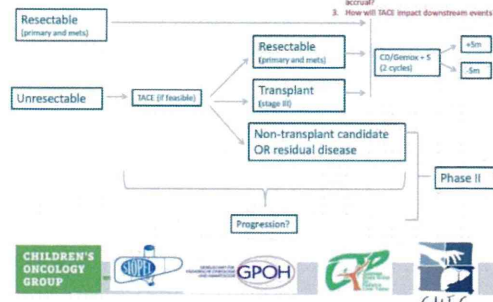 accrual?
3. How will TACE impact downstream events
Resectable
(primary and mets)
Resectable
(primary and mets)
CD/Gemox + S
(2 cycles)
+Sm
-Sm
Unresectable
TACE (if feasible)
Transplant
(stage III)
Non-transplant candidate
OR residual disease
Phase II
Progression?
CHILDREN'S
ONCOLOGY
GROUP
SIOPEL
GPOH